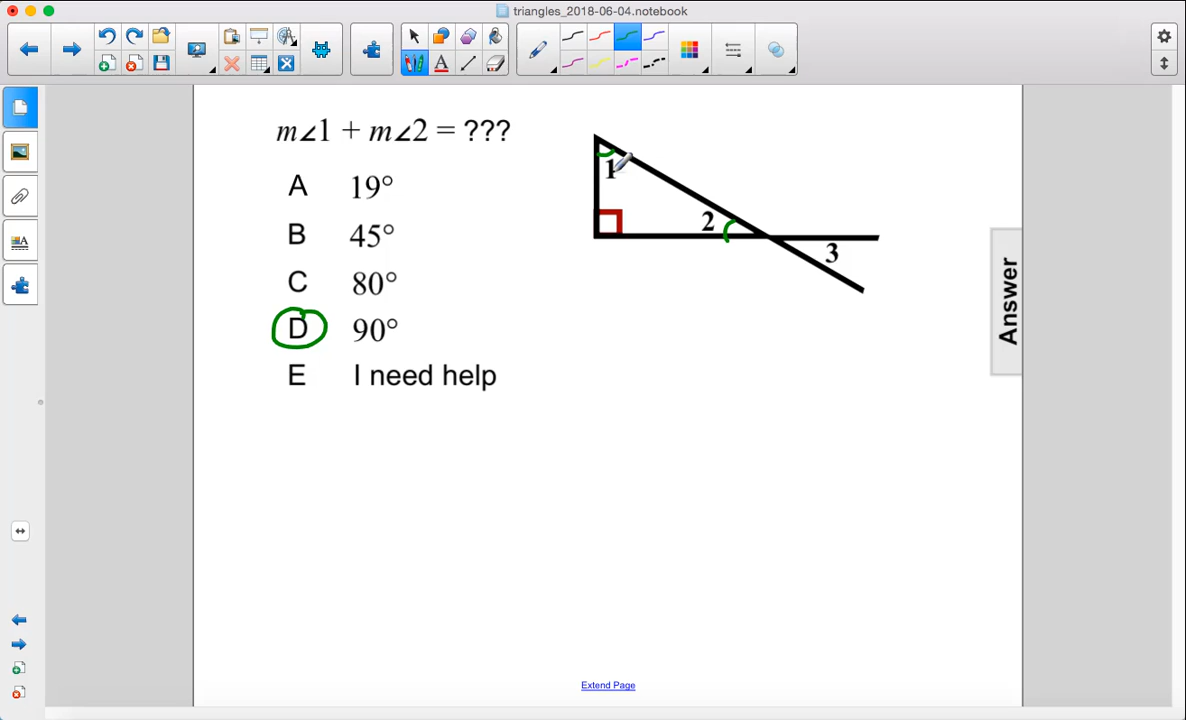 triangles_2018-06-04.notebook
m∠1 + m∠2 = ???
A 19°
B 45°
C 80°
D 90°
E I need help
1
2
3
Answer
Extend Page